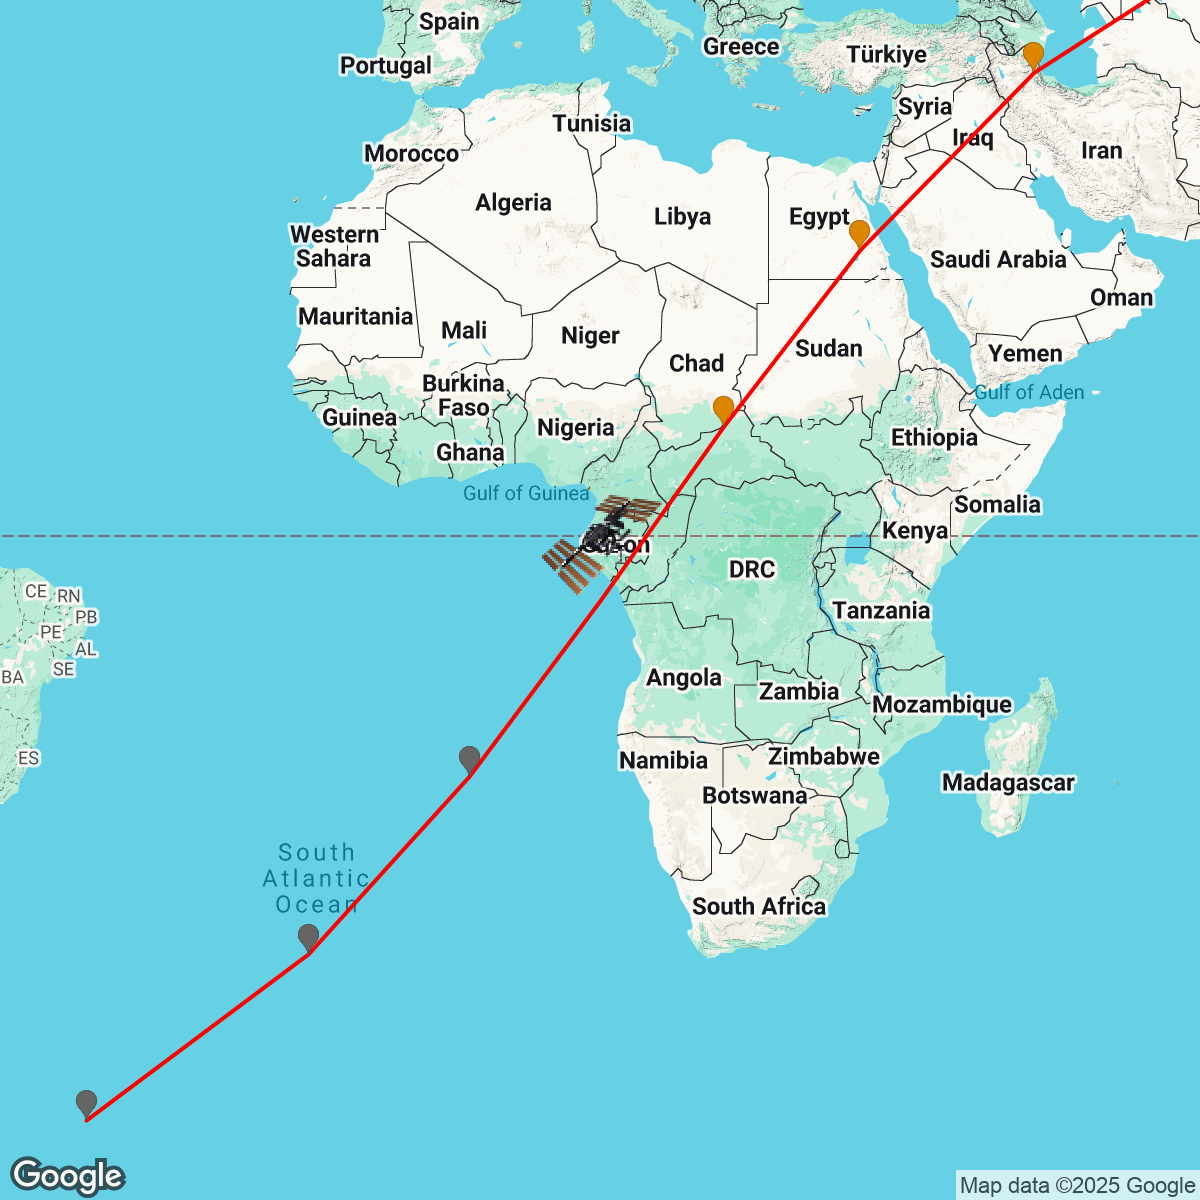 Spain
Portugal
Greece
Türkiye
Syria
Iraq
Iran
Tunisia
Morocco
Algeria
Libya
Egypt
Western
Sahara
Saudi Arabia
Oman
Mauritania
Mali
Niger
Chad
Sudan
Yemen
Gulf of Aden
Burkina
Faso
Guinea
Ghana
Nigeria
Ethiopia
Gulf of Guinea
Somalia
Kenya
DRC
Tanzania
CE
RN
PB
PE
AL
SE
BA
ES
Angola
Zambia
Mozambique
Namibia
Zimbabwe
Botswana
Madagascar
South
Atlantic
Ocean
South Africa
Google
Map data ©2025 Google